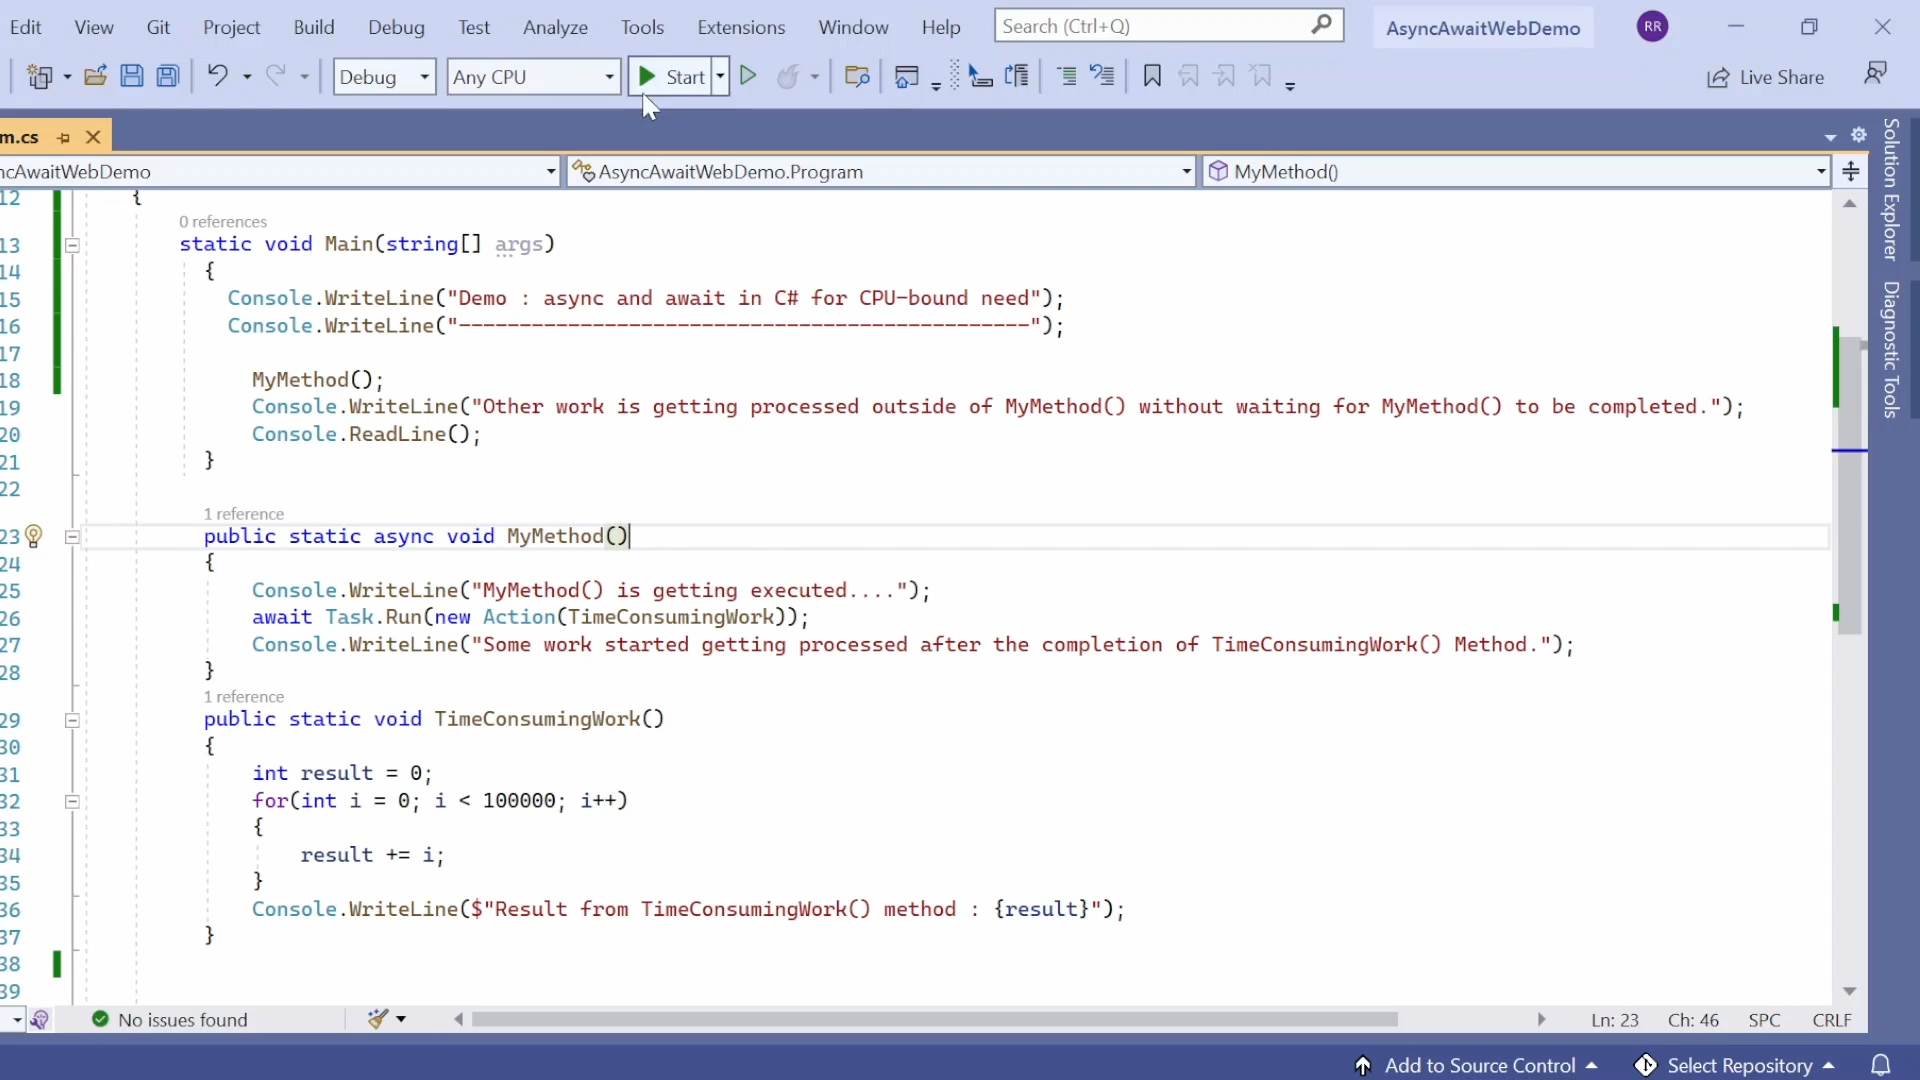 Edit View Git Project Build Debug Test Analyze Tools Extensions Window Help Search (Ctrl+Q) AsyncAwaitWebDemo RR
Debug Any CPU Start Live Share
m.cs
ncAwaitWebDemo AsyncAwaitWebDemo.Program MyMethod()
Solution Explorer
Diagnostic Tools
12 {
0 references
13 static void Main(string[] args)
14 {
15 Console.WriteLine("Demo : async and await in C# for CPU-bound need");
16 Console.WriteLine("-----------------------------------------------");
17
18 MyMethod();
19 Console.WriteLine("Other work is getting processed outside of MyMethod() without waiting for MyMethod() to be completed.");
20 Console.ReadLine();
21 }
22
1 reference
23 public static async void MyMethod()
24 {
25 Console.WriteLine("MyMethod() is getting executed....");
26 await Task.Run(new Action(TimeConsumingWork));
27 Console.WriteLine("Some work started getting processed after the completion of TimeConsumingWork() Method.");
28 }
1 reference
29 public static void TimeConsumingWork()
30 {
31 int result = 0;
32 for(int i = 0; i < 100000; i++)
33 {
34 result += i;
35 }
36 Console.WriteLine($"Result from TimeConsumingWork() method : {result}");
37 }
38
39
No issues found Ln: 23 Ch: 46 SPC CRLF
Add to Source Control Select Repository